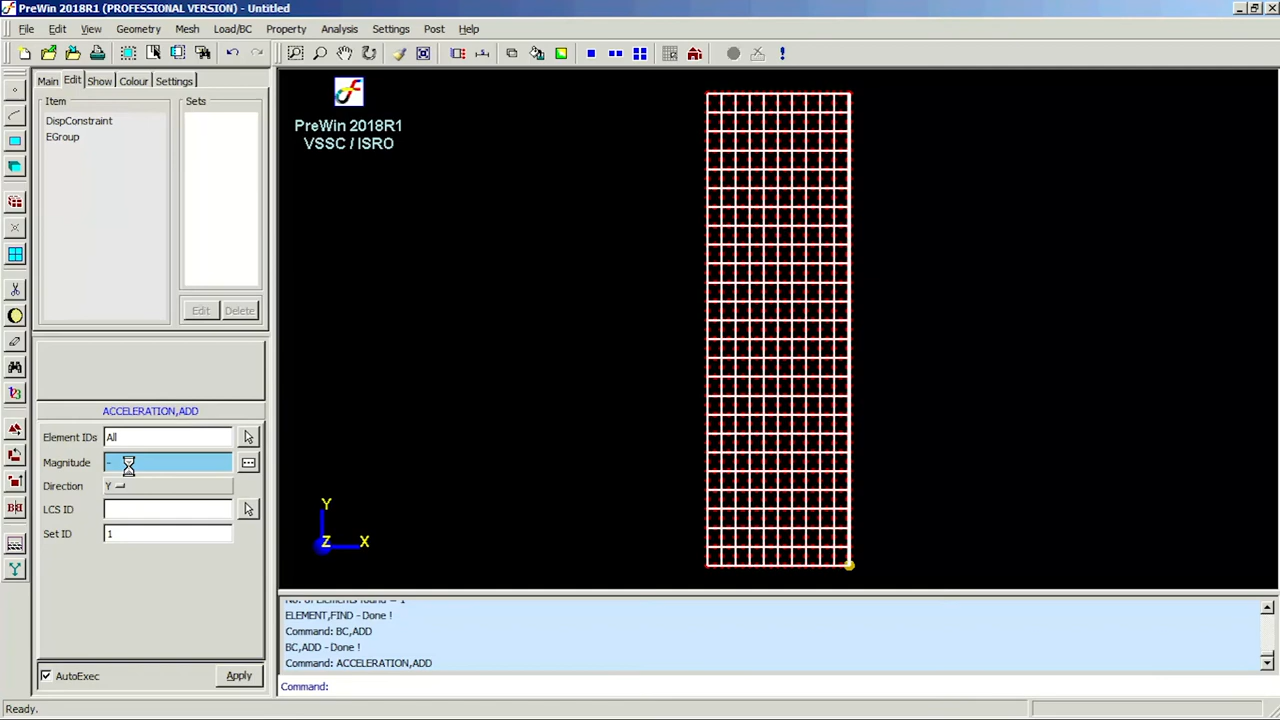 PreWin 2018R1 (PROFESSIONAL VERSION) - Untitled
File Edit View Geometry Mesh Load/BC Property Analysis Settings Post Help
Main Edit Show Colour Settings
Item Sets
DispConstraint
EGroup
Edit Delete
PreWin 2018R1
VSSC / ISRO
ACCELERATION,ADD
Element IDs All
Magnitude -
Direction Y
LCS ID
Set ID 1
AutoExec Apply
Y
Z X
ELEMENT,FIND - Done !
Command: BC,ADD
BC,ADD - Done !
Command: ACCELERATION,ADD
Command:
Ready.